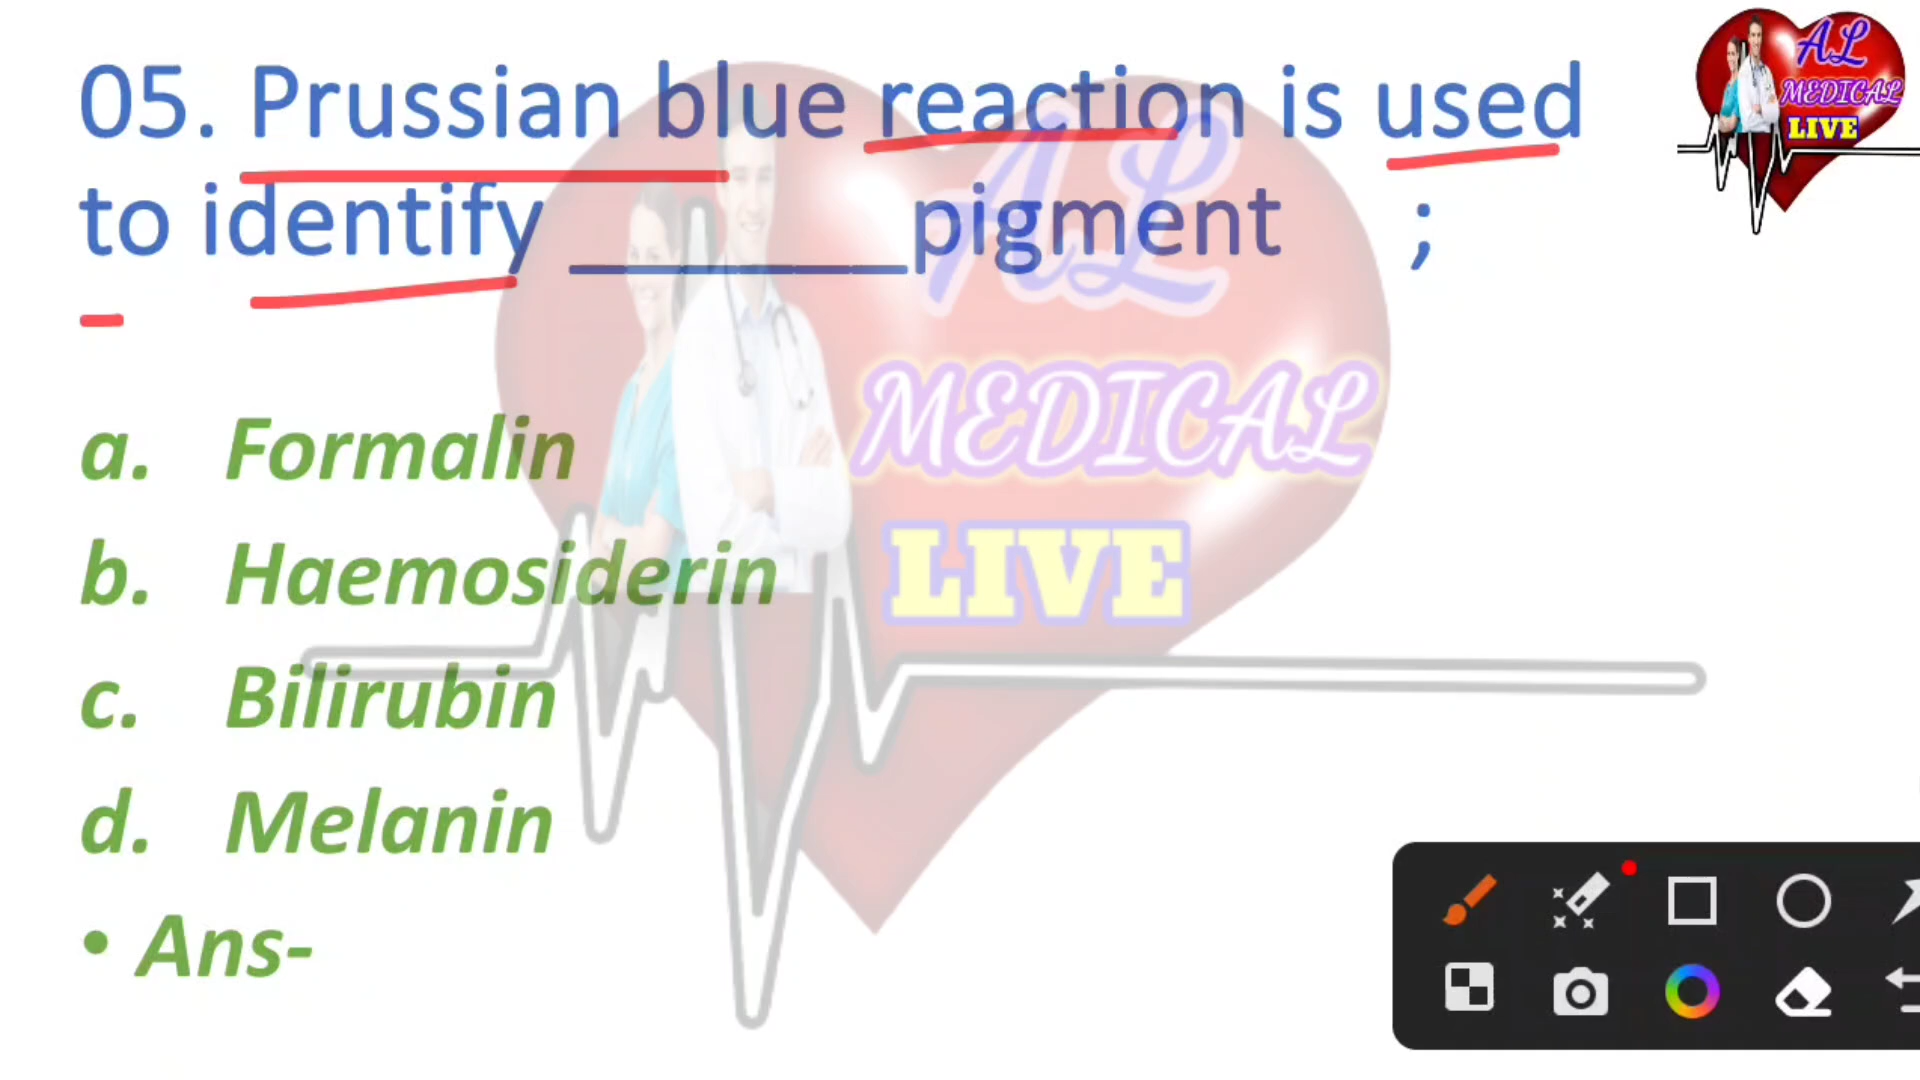 05. Prussian blue reaction is used
to identify ________pigment ;
a. Formalin
b. Haemosiderin
c. Bilirubin
d. Melanin
• Ans-
AL
MEDICAL
LIVE
AL
MEDICAL
LIVE